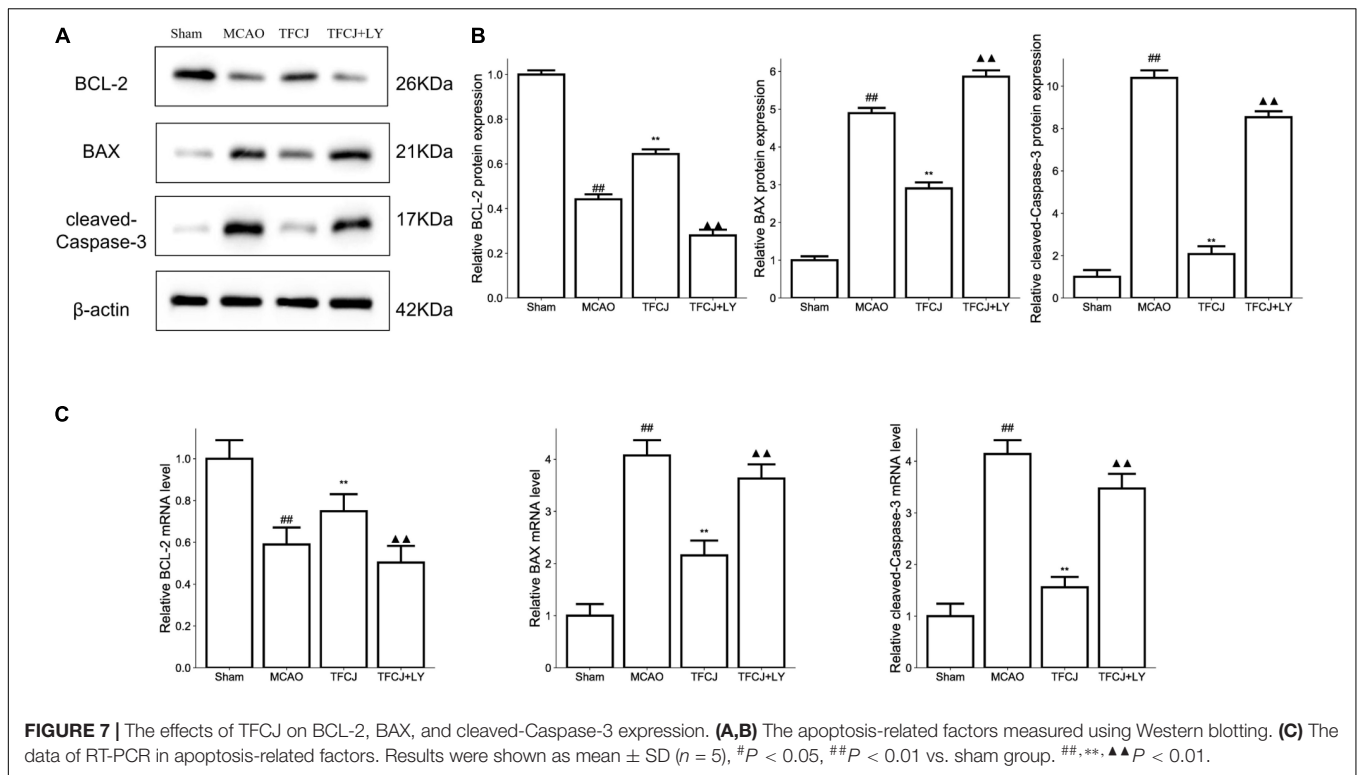 A
Sham MCAO TFCJ TFCJ+LY
BCL-2 26KDa
BAX 21KDa
cleaved-
Caspase-3 17KDa
β-actin 42KDa
B
Relative BCL-2 protein expression
1.0
0.8
0.6
0.4
0.2
0.0
##
**
▲▲
Sham MCAO TFCJ TFCJ+LY
Relative BAX protein expression
6
5
4
3
2
1
0
##
**
▲▲
Sham MCAO TFCJ TFCJ+LY
Relative cleaved-Caspase-3 protein expression
10
8
6
4
2
0
##
**
▲▲
Sham MCAO TFCJ TFCJ+LY
C
Relative BCL-2 mRNA level
1.0
0.8
0.6
0.4
0.2
0.0
##
**
▲▲
Sham MCAO TFCJ TFCJ+LY
Relative BAX mRNA level
4
3
2
1
0
##
**
▲▲
Sham MCAO TFCJ TFCJ+LY
Relative cleaved-Caspase-3 mRNA level
4
3
2
1
0
##
**
▲▲
Sham MCAO TFCJ TFCJ+LY
FIGURE 7 | The effects of TFCJ on BCL-2, BAX, and cleaved-Caspase-3 expression. (A,B) The apoptosis-related factors measured using Western blotting. (C) The
data of RT-PCR in apoptosis-related factors. Results were shown as mean ± SD (n = 5), #P < 0.05, ##P < 0.01 vs. sham group. ##,**,▲▲P < 0.01.